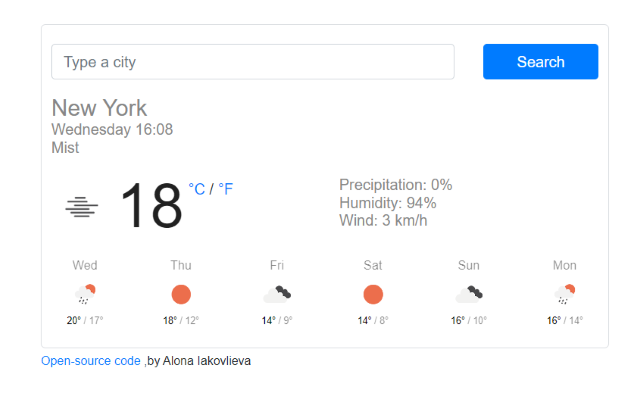 Type a city
Search
New York
Wednesday 16:08
Mist
18 °C / °F
Precipitation: 0%
Humidity: 94%
Wind: 3 km/h
Wed Thu Fri Sat Sun Mon
20° / 17° 18° / 12° 14° / 9° 14° / 8° 16° / 10° 16° / 14°
Open-source code ,by Alona Iakovlieva